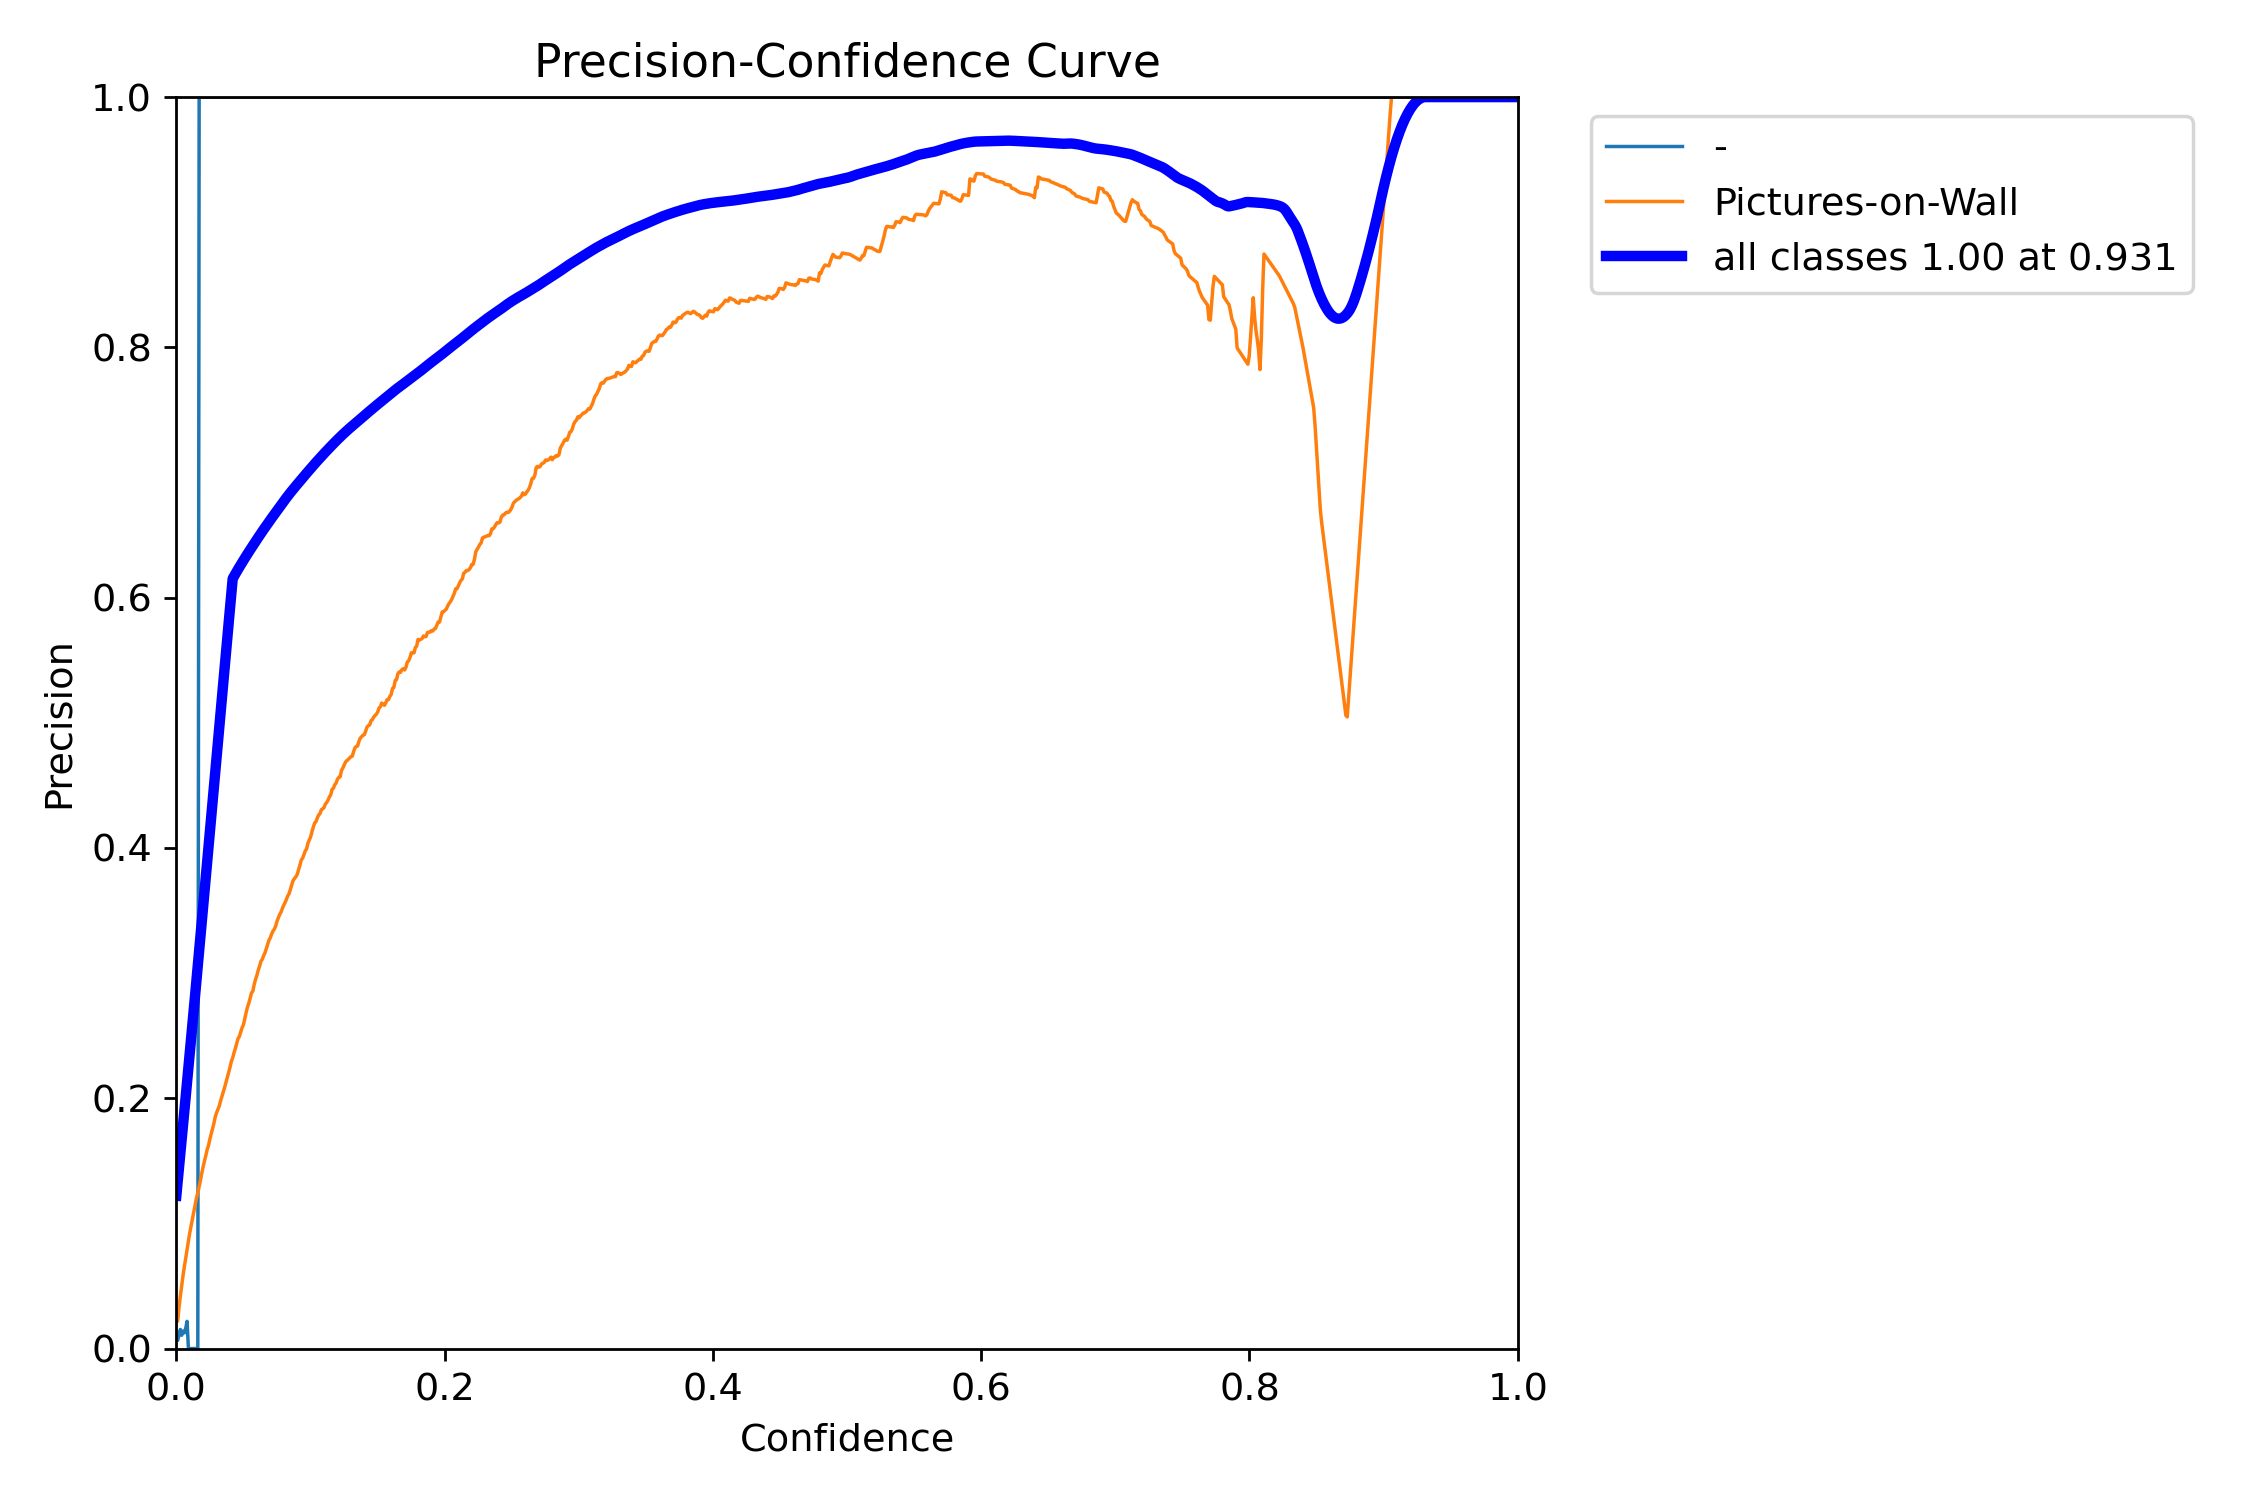 Precision-Confidence Curve
1.0
0.8
0.6
0.4
0.2
0.0
Precision
0.0 0.2 0.4 0.6 0.8 1.0
Confidence
-
Pictures-on-Wall
all classes 1.00 at 0.931